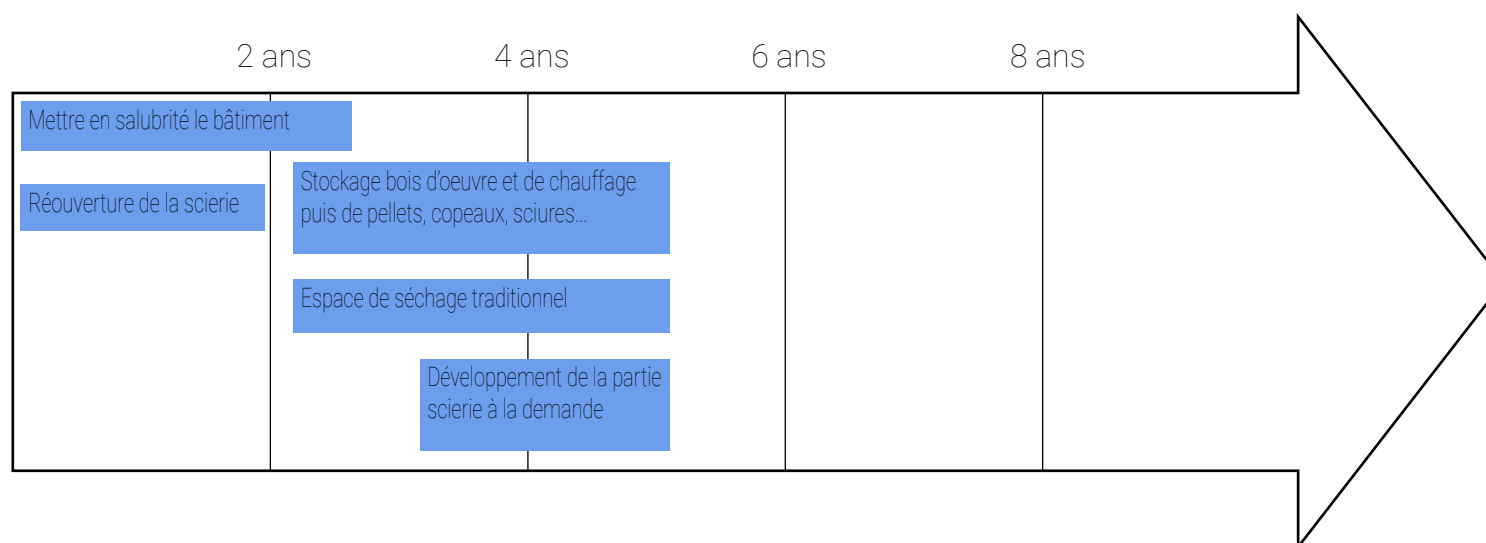 2 ans
4 ans
6 ans
8 ans
Mettre en salubrité le bâtiment
Réouverture de la scierie
Stockage bois d'oeuvre et de chauffage
puis de pellets, copeaux, sciures...
Espace de séchage traditionnel
Développement de la partie
scierie à la demande